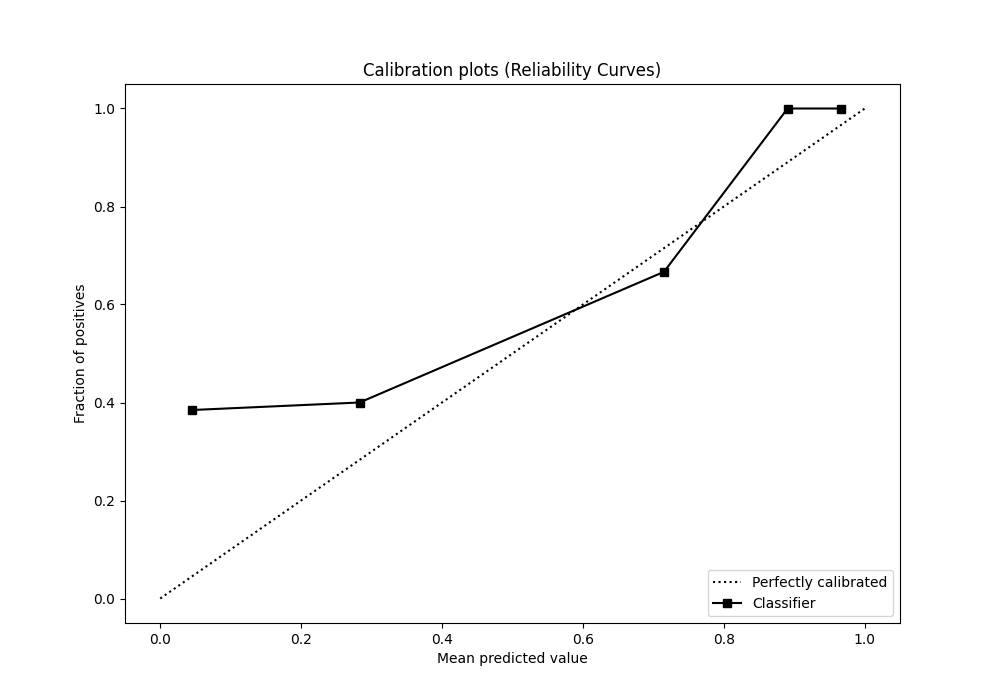 Calibration plots (Reliability Curves)
Fraction of positives
1.0
0.8
0.6
0.4
0.2
0.0
0.0 0.2 0.4 0.6 0.8 1.0
Mean predicted value
Perfectly calibrated
Classifier